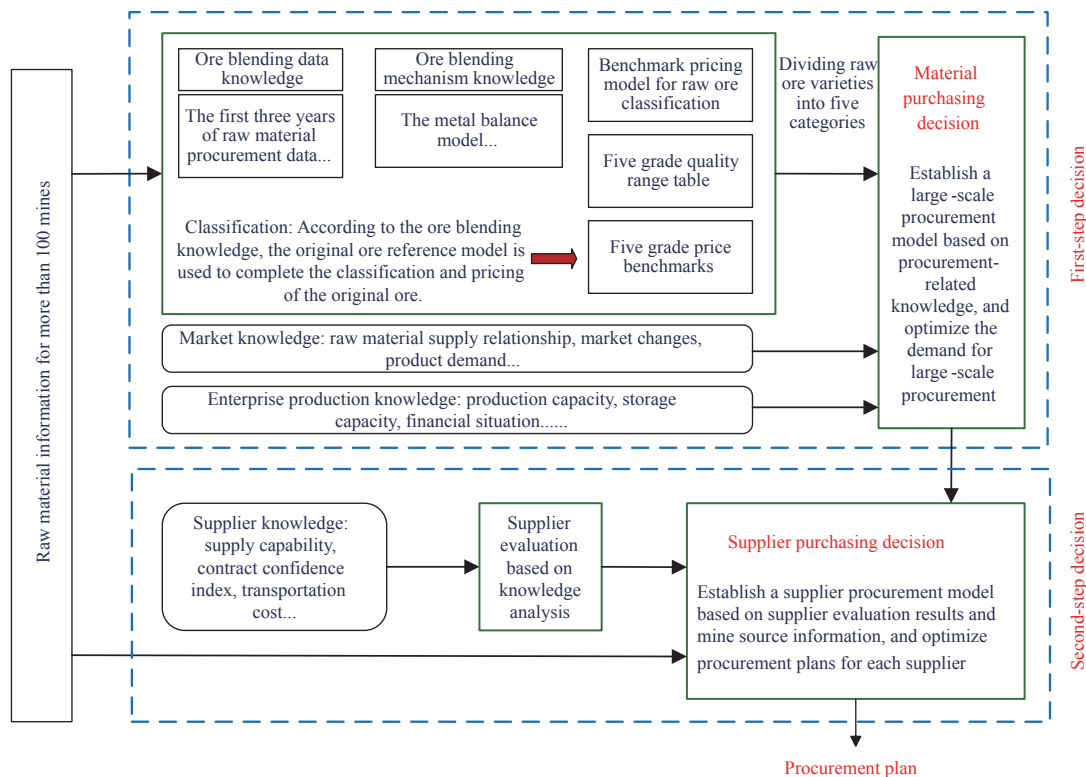 Raw material information for more than 100 mines
Ore blending data
knowledge
The first three years
of raw material
procurement data...
Ore blending
mechanism knowledge
The metal balance
model...
Benchmark pricing
model for raw ore
classification
Five grade quality
range table
Five grade price
benchmarks
Classification: According to the ore blending
knowledge, the original ore reference model is
used to complete the classification and pricing
of the original ore.
Dividing raw
ore varieties
into five
categories
Market knowledge: raw material supply relationship, market changes,
product demand...
Enterprise production knowledge: production capacity, storage
capacity, financial situation......
Material
purchasing
decision
Establish a
large -scale
procurement
model based on
procurement-
related
knowledge, and
optimize the
demand for
large -scale
procurement
First-step decision
Supplier knowledge:
supply capability,
contract confidence
index, transportation
cost...
Supplier
evaluation
based on
knowledge
analysis
Supplier purchasing decision
Establish a supplier procurement model
based on supplier evaluation results and
mine source information, and optimize
procurement plans for each supplier
Second-step decision
Procurement plan